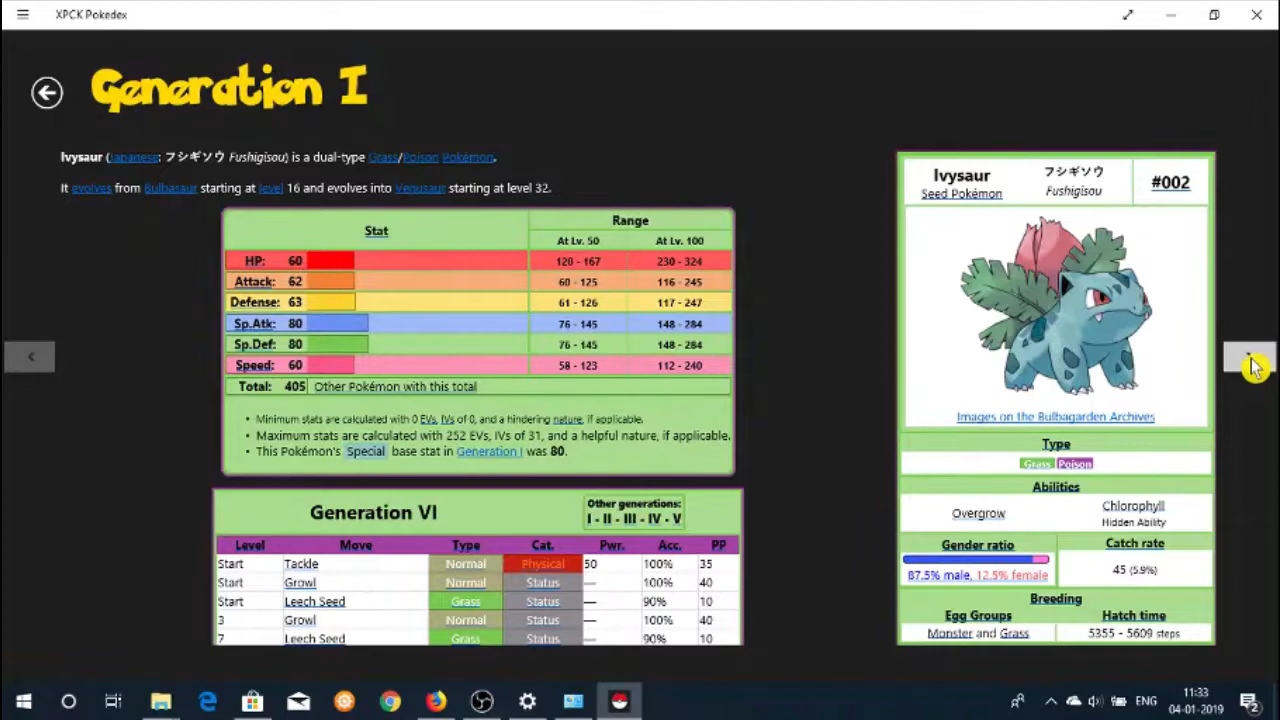 XPCK Pokedex
Generation I
Ivysaur (Japanese: フシギソウ Fushigisou) is a dual-type Grass/Poison Pokémon.
It evolves from Bulbasaur starting at level 16 and evolves into Venusaur starting at level 32.
Stat Range
At Lv. 50 At Lv. 100
HP: 60 120 - 167 230 - 324
Attack: 62 60 - 125 116 - 245
Defense: 63 61 - 126 117 - 247
Sp.Atk: 80 76 - 145 148 - 284
Sp.Def: 80 76 - 145 148 - 284
Speed: 60 58 - 123 112 - 240
Total: 405 Other Pokémon with this total
• Minimum stats are calculated with 0 EVs, IVs of 0, and a hindering nature, if applicable.
• Maximum stats are calculated with 252 EVs, IVs of 31, and a helpful nature, if applicable.
• This Pokémon's Special base stat in Generation I was 80.
Generation VI
Other generations:
I - II - III - IV - V
Level Move Type Cat. Pwr. Acc. PP
Start Tackle Normal Physical 50 100% 35
Start Growl Normal Status — 100% 40
Start Leech Seed Grass Status — 90% 10
3 Growl Normal Status — 100% 40
7 Leech Seed Grass Status — 90% 10
Ivysaur フシギソウ #002
Seed Pokémon Fushigisou
Images on the Bulbagarden Archives
Type
Grass Poison
Abilities
Overgrow Chlorophyll
Hidden Ability
Gender ratio Catch rate
87.5% male, 12.5% female 45 (5.9%)
Breeding
Egg Groups Hatch time
Monster and Grass 5355 - 5609 steps
ENG 11:33
04-01-2019
2